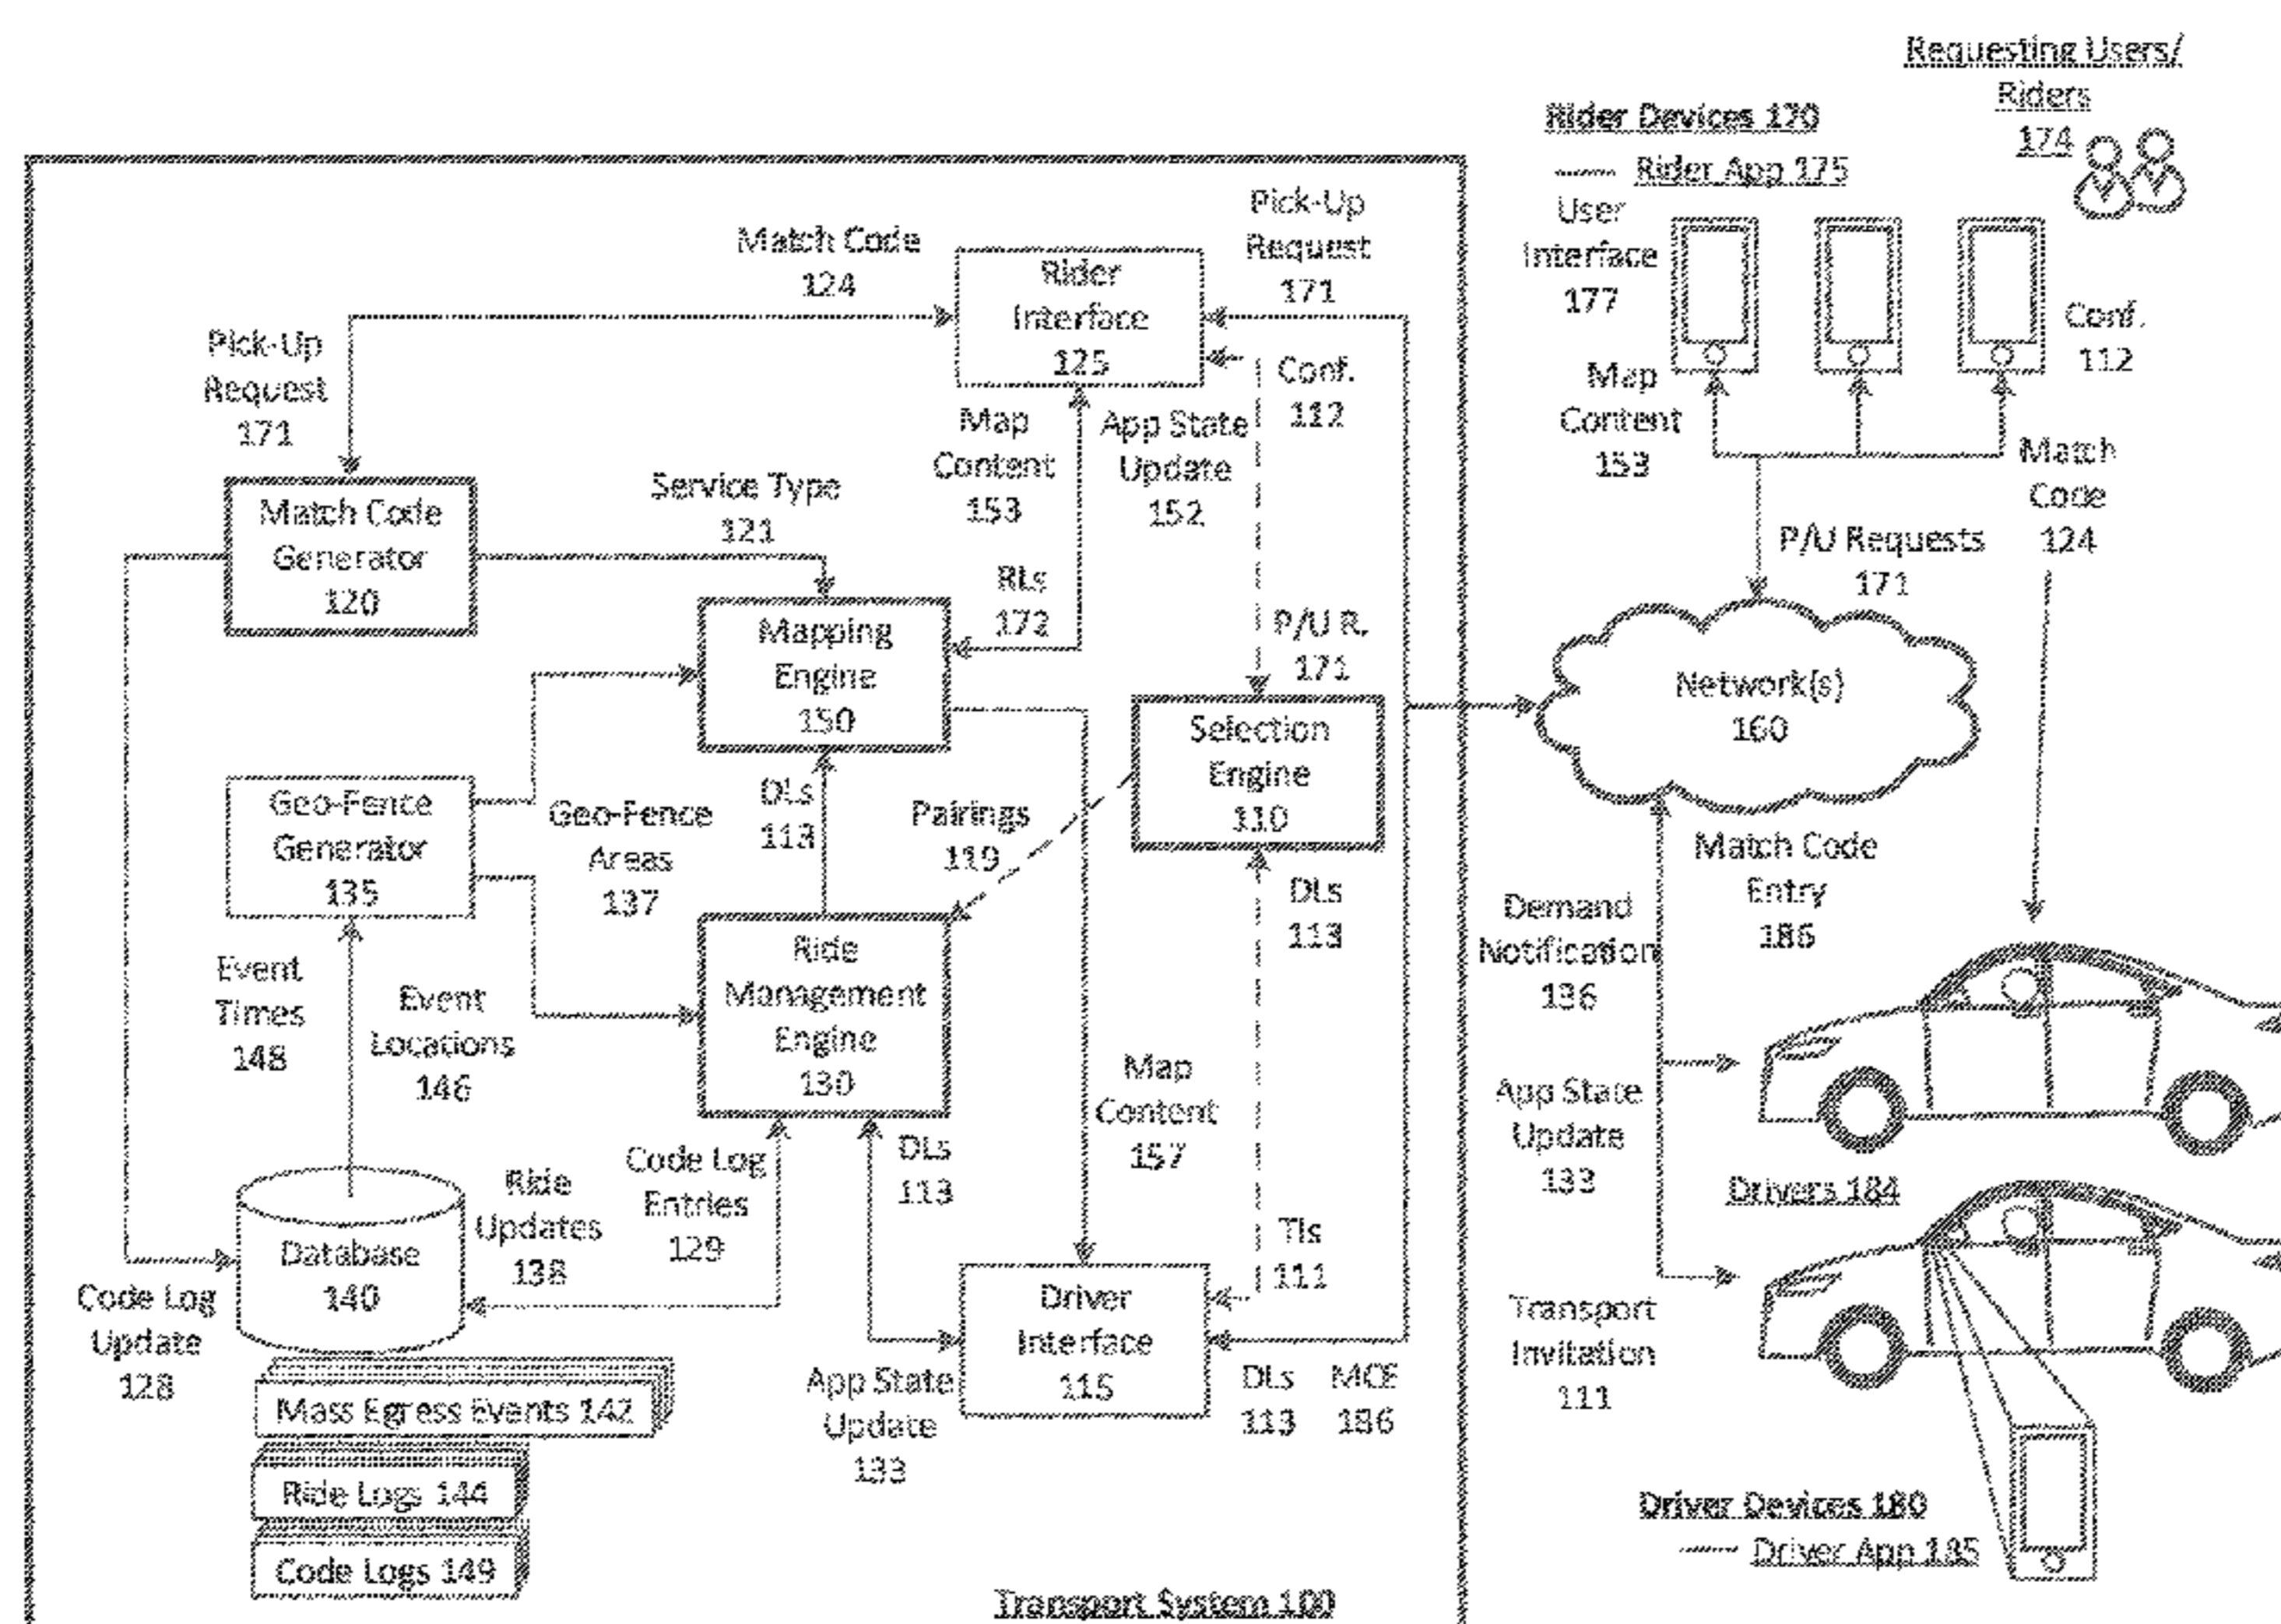 Requesting Users/
Riders
174
Rider Devices 170
Rider App 175
User
Interface
177
Conf.
112
Map
Content
153
Match
Code
124
P/U Requests
171
Network(s)
160
Match Code
Entry
186
Demand
Notification
136
App State
Update
133
Drivers 184
Transport
Invitation
111
Driver Devices 180
Driver App 185
Match Code
124
Rider
Interface
125
Pick-Up
Request
171
Pick-Up
Request
171
Conf.
112
Map
Content
153
App State
Update
152
Match Code
Generator
120
Service Type
121
RLs
172
P/U R.
171
Mapping
Engine
150
Selection
Engine
110
Geo-Fence
Generator
135
Geo-Fence
Areas
137
DLs
113
Pairings
119
DLs
113
Ride
Management
Engine
130
Event
Times
148
Event
Locations
146
Map
Content
157
Code Log
Entries
129
DLs
113
Ride
Updates
138
Database
140
TIs
111
Code Log
Update
128
Driver
Interface
115
App State
Update
133
DLs
113
MCE
186
Mass Egress Events 142
Ride Logs 144
Code Logs 149
Transport System 100